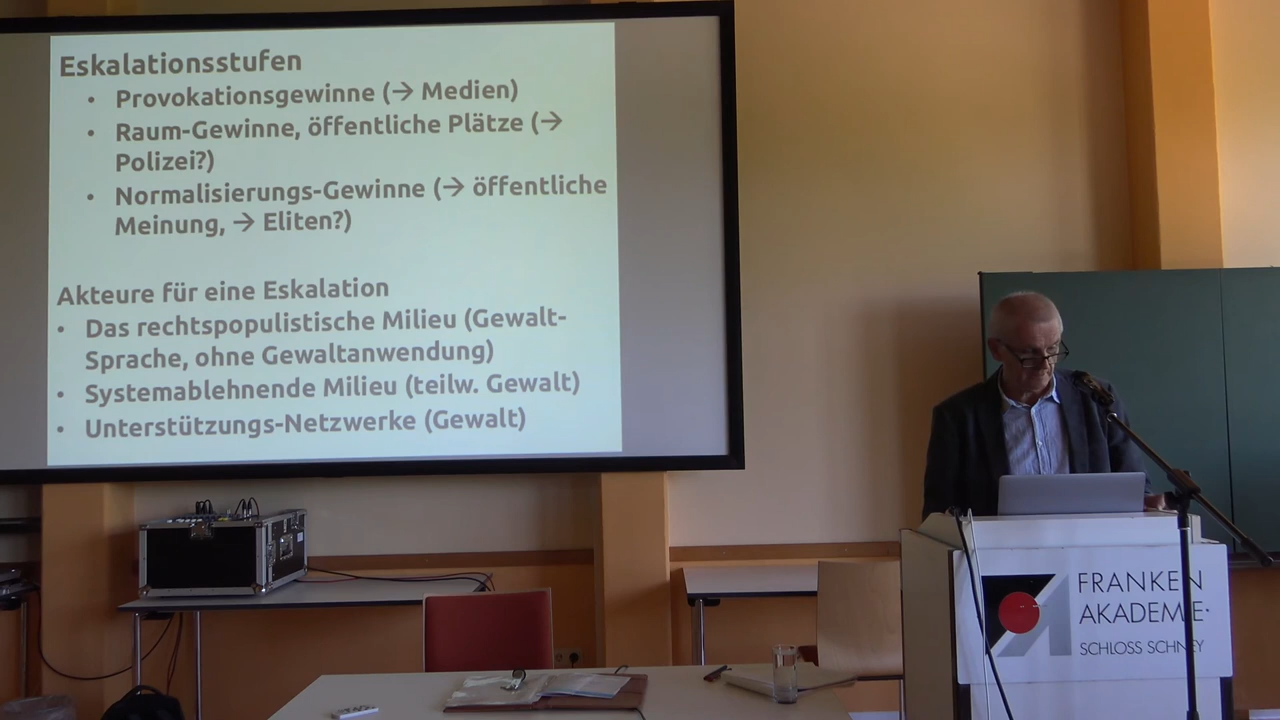 Eskalationsstufen
• Provokationsgewinne (→ Medien)
• Raum-Gewinne, öffentliche Plätze (→
Polizei?)
• Normalisierungs-Gewinne (→ öffentliche
Meinung, → Eliten?)
Akteure für eine Eskalation
• Das rechtspopulistische Milieu (Gewalt-
Sprache, ohne Gewaltanwendung)
• Systemablehnende Milieu (teilw. Gewalt)
• Unterstützungs-Netzwerke (Gewalt)
FRANKEN
AKADEMIE
SCHLOSS SCHNEY